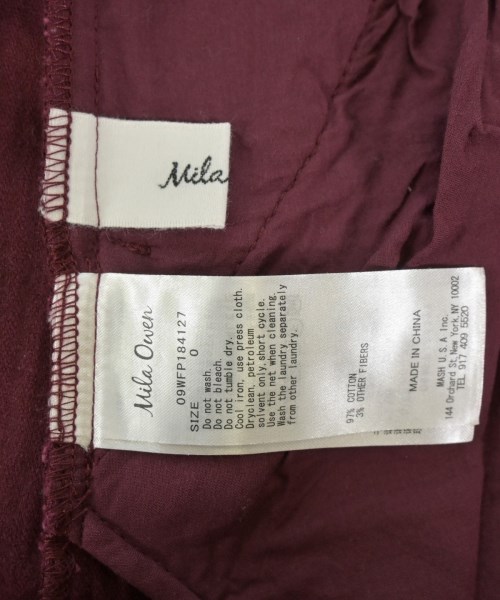 Mila
Mila Owen
09WFP184127
SIZE 0
Do not wash.
Do not bleach.
Do not tumble dry.
Cool iron, use press cloth.
Dryclean, petroleum
solvent only, short cycle.
Use the net when cleaning.
Wash the laundry separately
from other laundry.
97% COTTON
3% OTHER FIBERS
MADE IN CHINA
MASH U.S.A Inc.
144 Orchard St, New York, NY 10002
TEL 917 409 5520